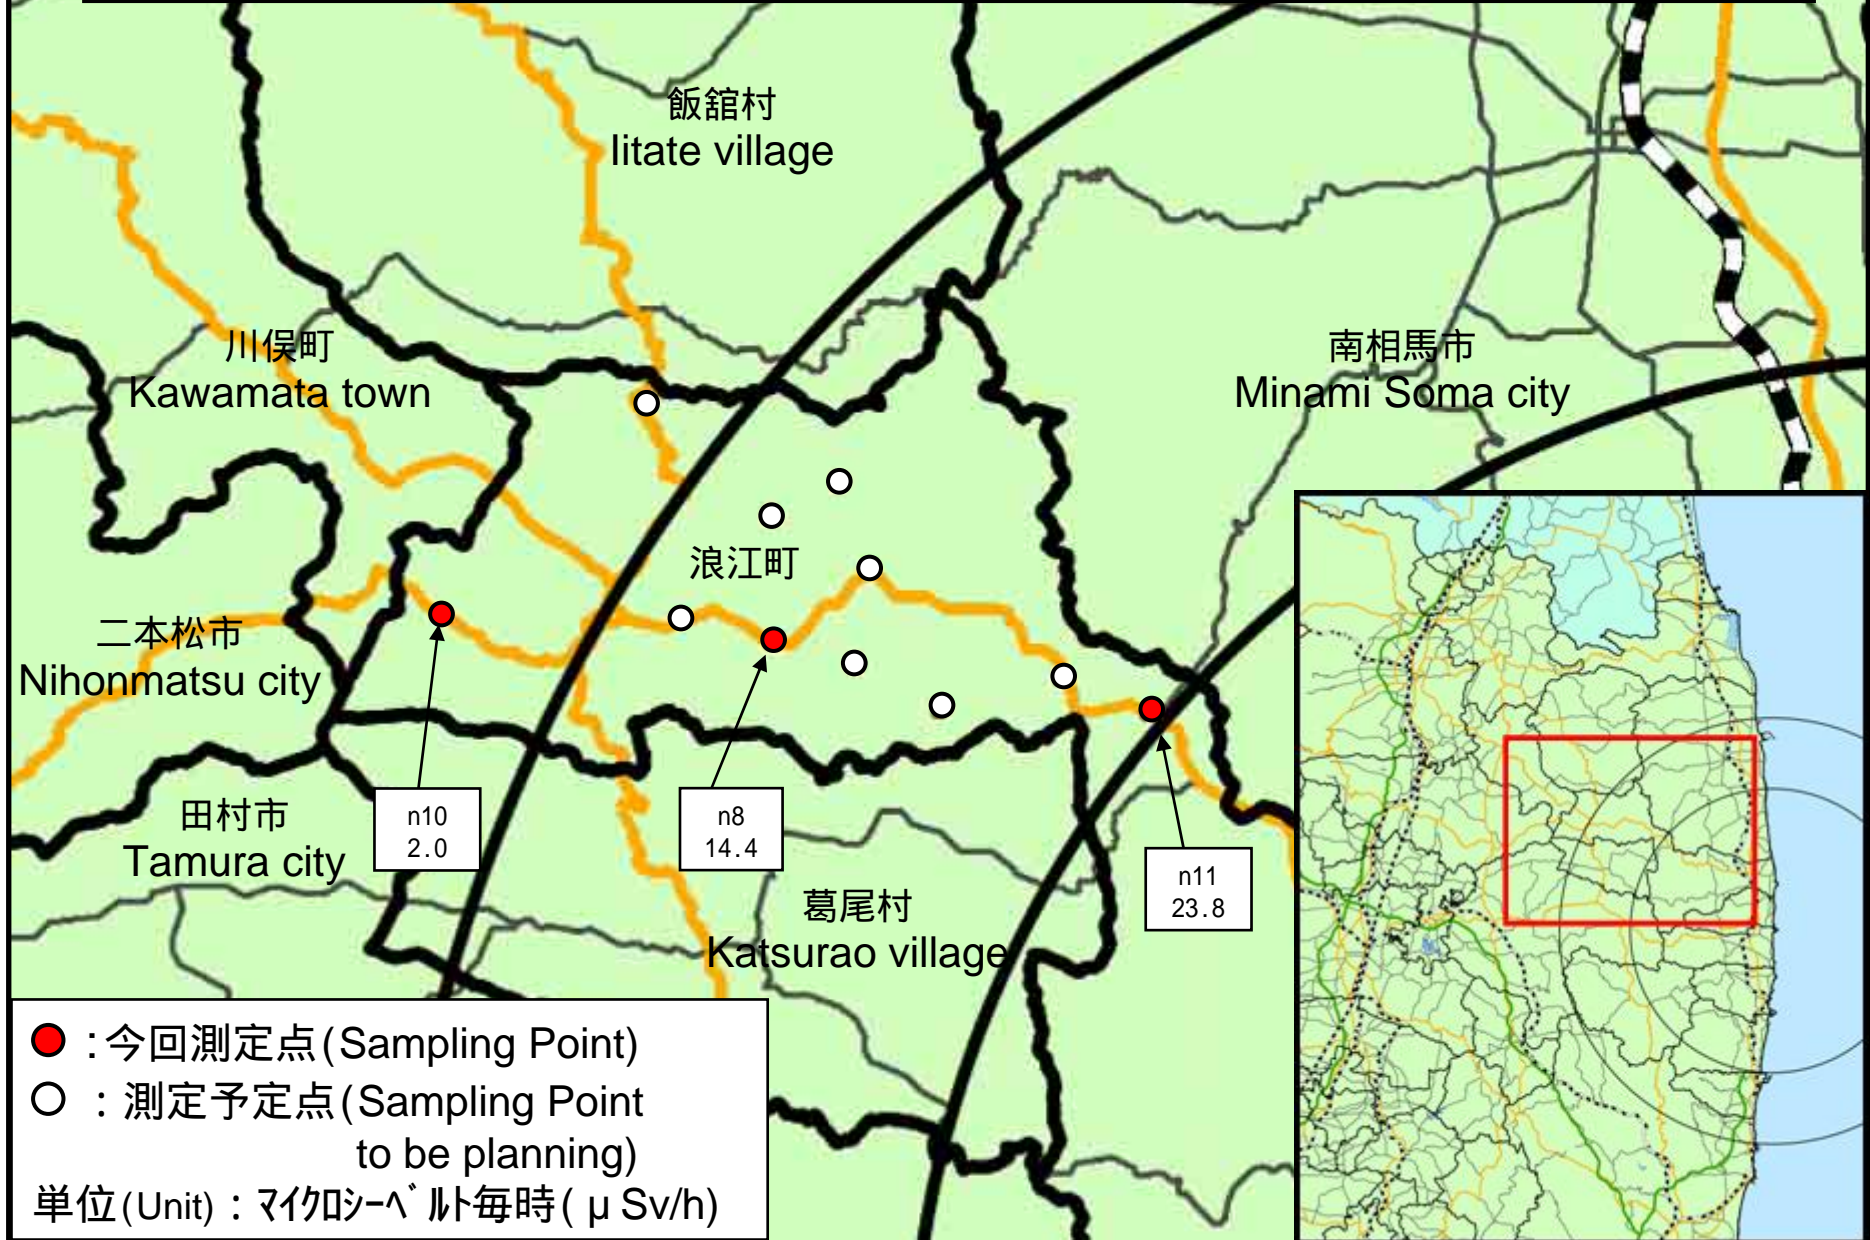 飯舘村
Iitate village
川俣町
Kawamata town
南相馬市
Minami Soma city
浪江町
二本松市
Nihonmatsu city
田村市
Tamura city
n10
2.0
n8
14.4
n11
23.8
葛尾村
Katsurao village
:今回測定点(Sampling Point)
:測定予定点(Sampling Point
to be planning)
単位(Unit):マイクロシーベルト毎時(μSv/h)